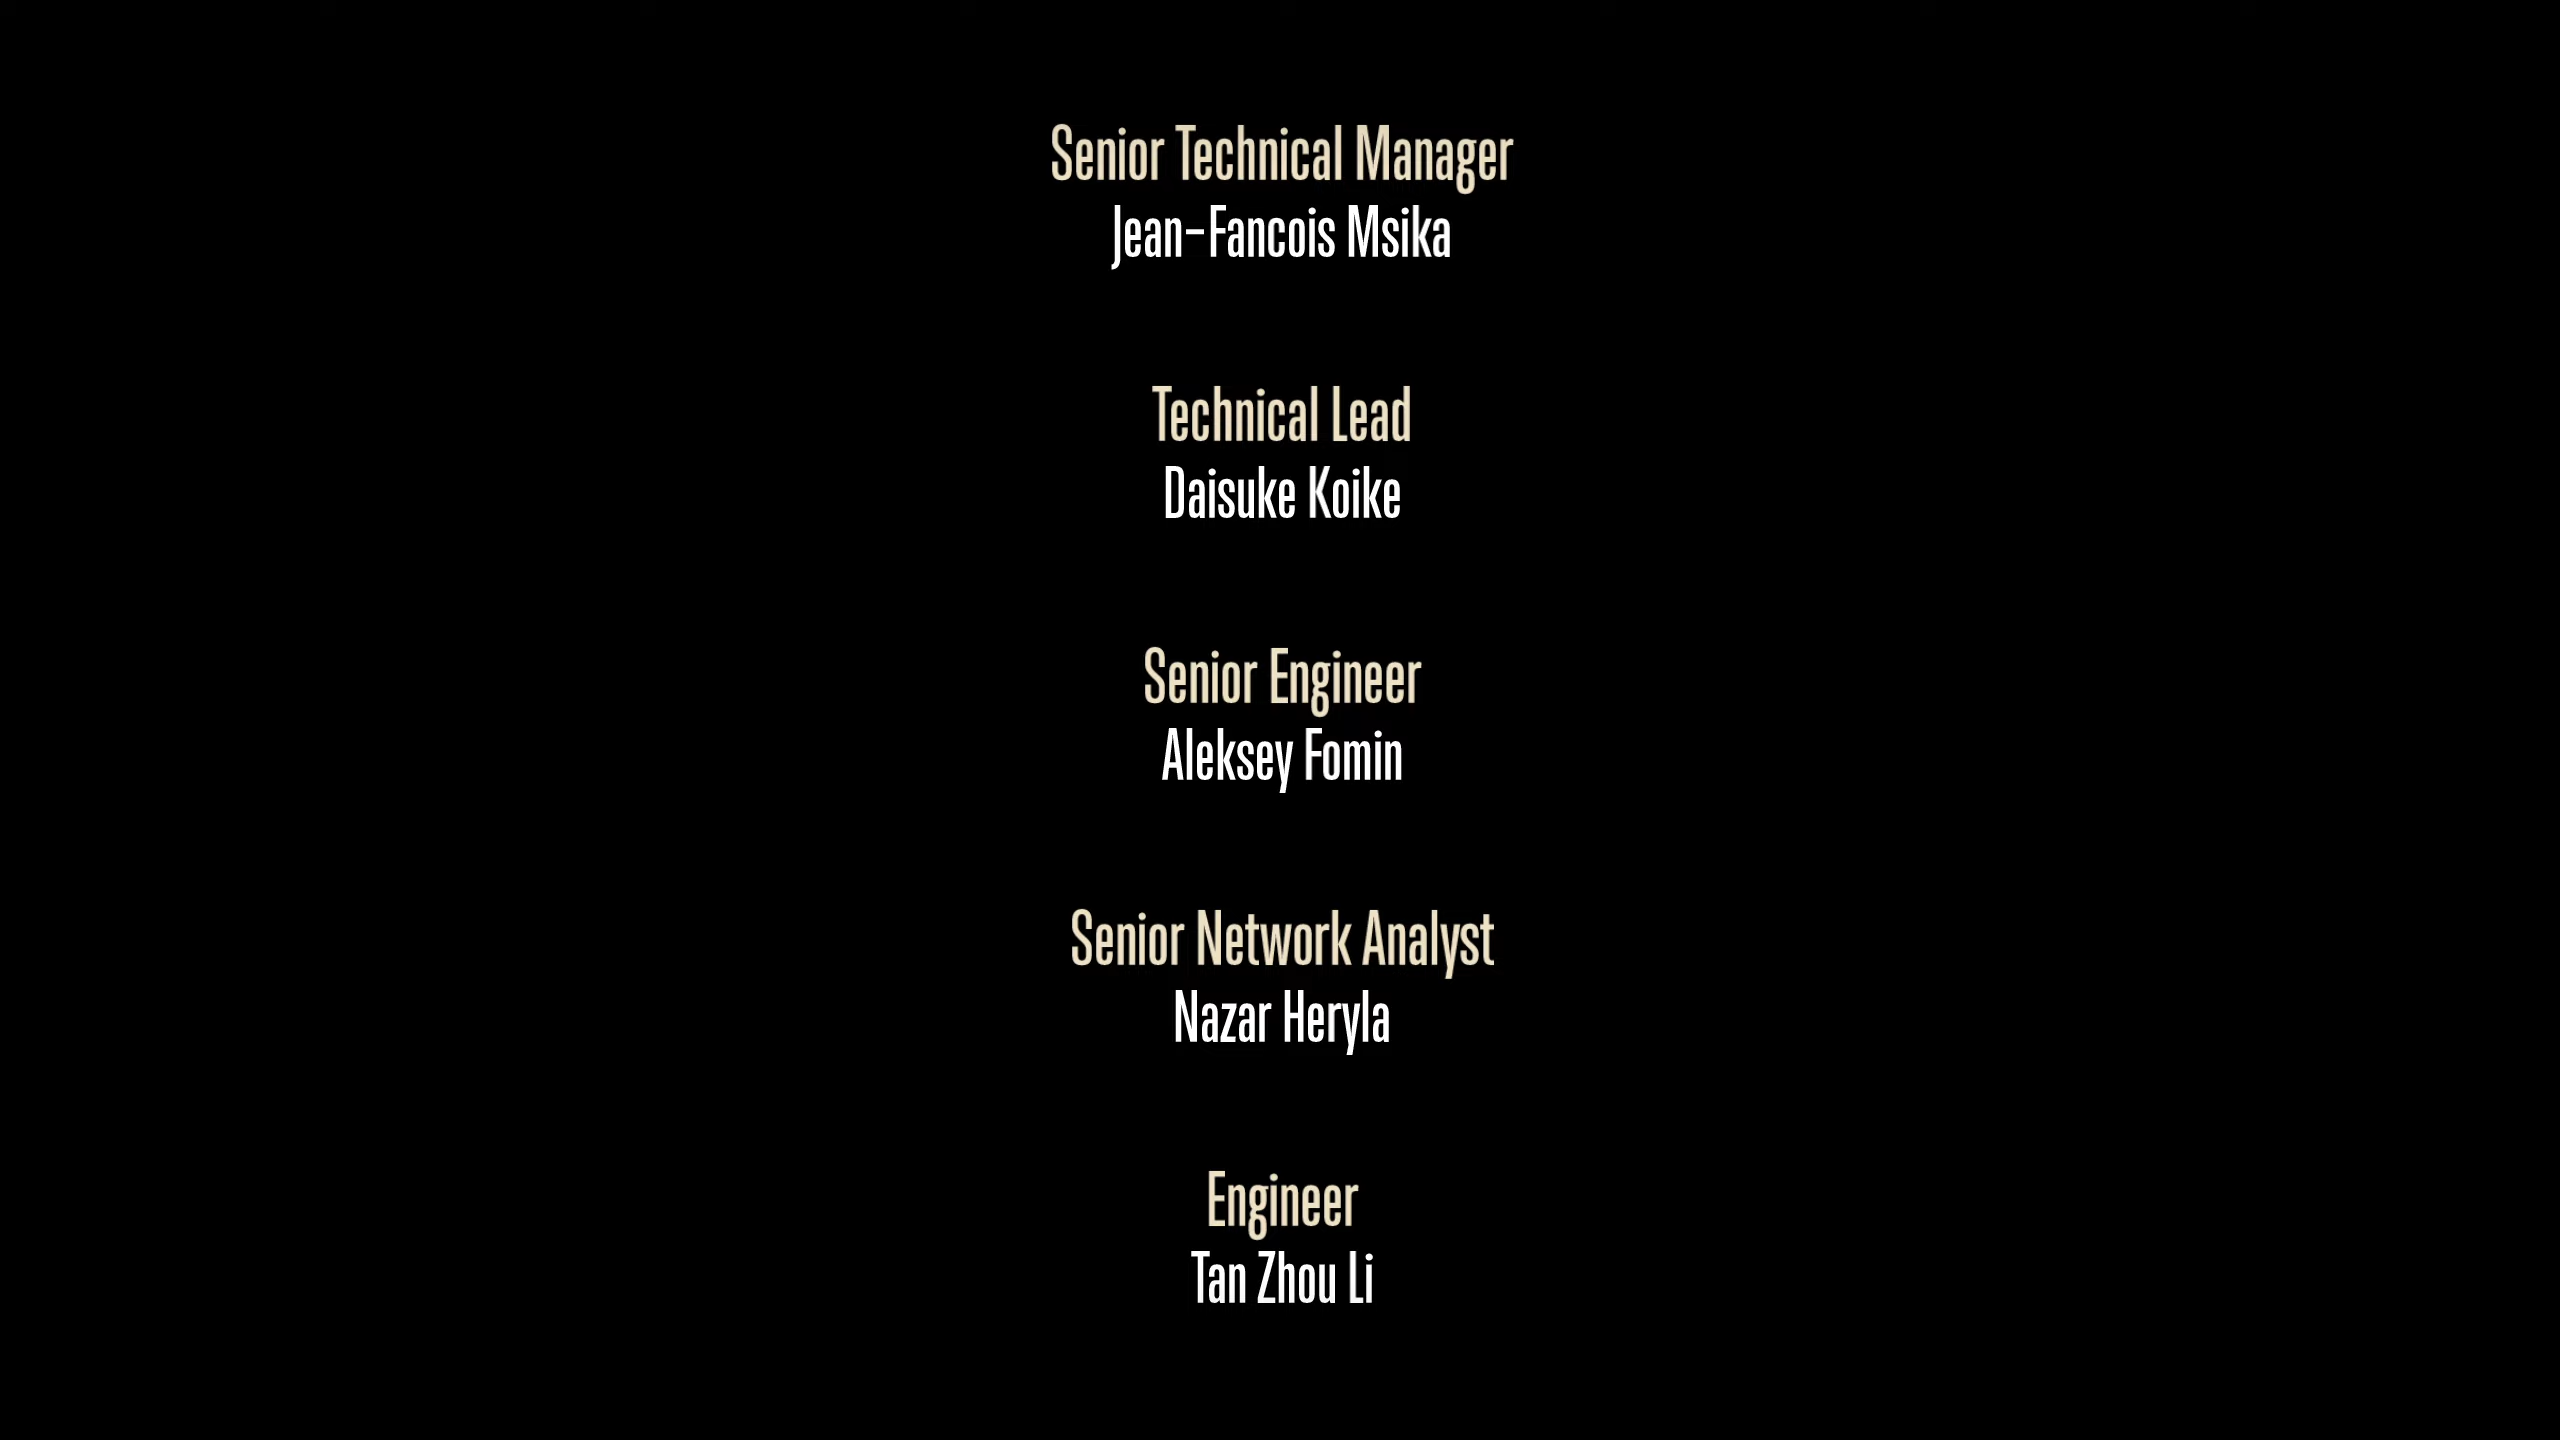 Senior Technical Manager
Jean-Fancois Msika
Technical Lead
Daisuke Koike
Senior Engineer
Aleksey Fomin
Senior Network Analyst
Nazar Heryla
Engineer
Tan Zhou Li